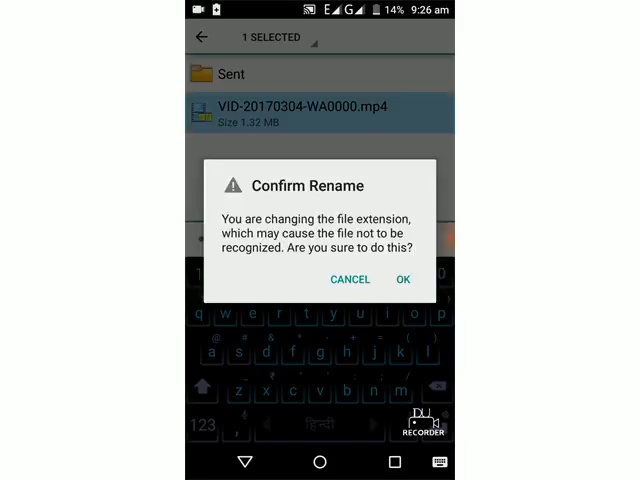 E G 14% 9:26 am
1 SELECTED
Sent
VID-20170304-WA0000.mp4
Size 1.32 MB
Confirm Rename
You are changing the file extension,
which may cause the file not to be
recognized. Are you sure to do this?
CANCEL OK
1 0
q w e r t y u i o p
@ # & * - + = ( )
a s d f g h j k l
_ ₹ " ' : ; /
z x c v b n m
123 , हिन्दी
DU
RECORDER